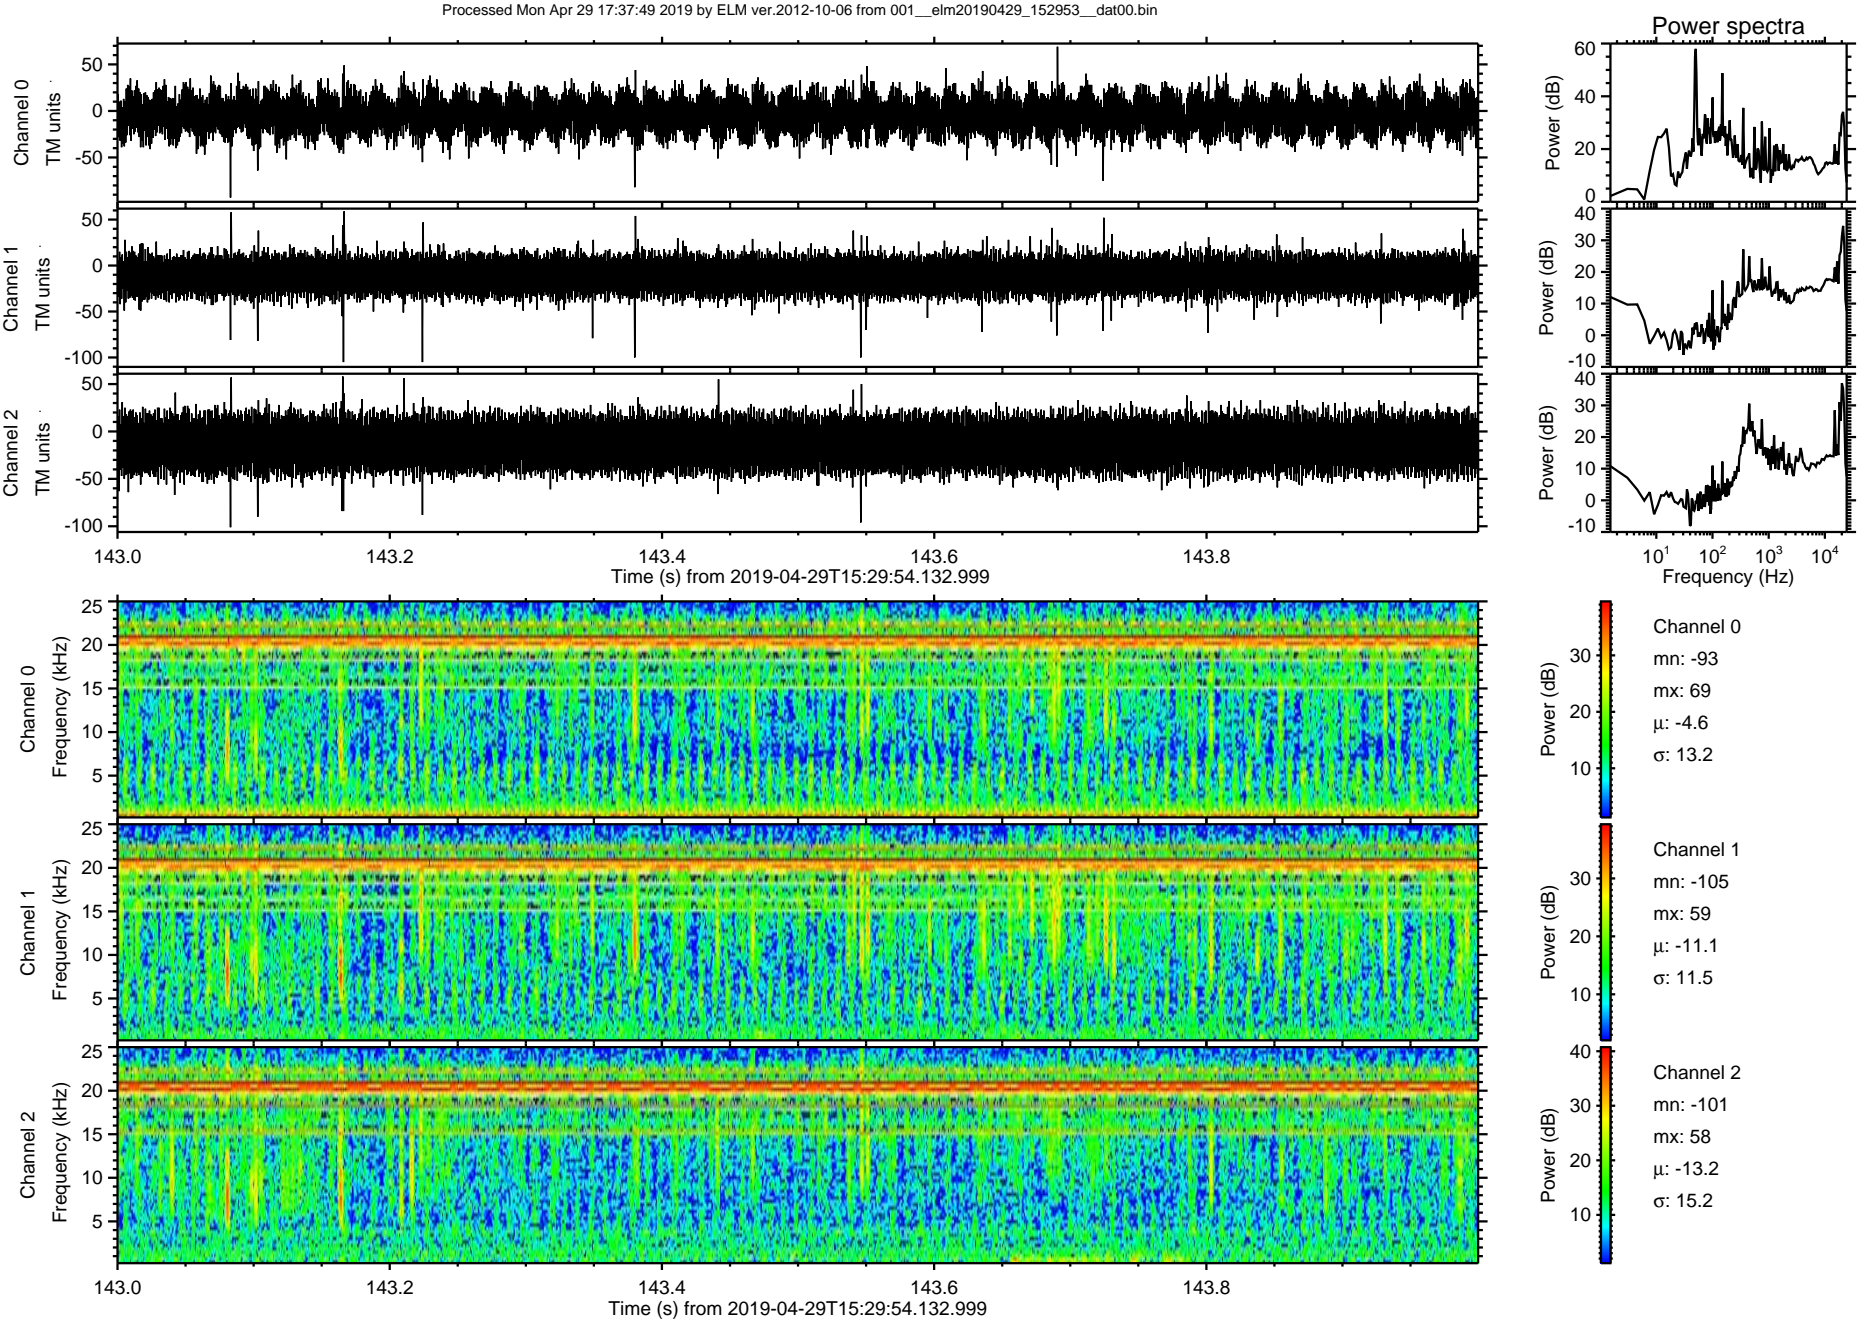 Processed Mon Apr 29 17:37:49 2019 by ELM ver.2012-10-06 from 001__elm20190429_152953__dat00.bin
Power spectra
Channel 0
TM units
50
0
-50
Power (dB)
60
40
20
0
Channel 1
TM units
50
0
-50
-100
Power (dB)
40
30
20
10
0
-10
Channel 2
TM units
50
0
-50
-100
Power (dB)
40
30
20
10
0
-10
143.0 143.2 143.4 143.6 143.8
Time (s) from 2019-04-29T15:29:54.132.999
10¹ 10² 10³ 10⁴
Frequency (Hz)
Channel 0
Frequency (kHz)
25
20
15
10
5
Power (dB)
30
20
10
Channel 0
mn: -93
mx: 69
µ: -4.6
σ: 13.2
Channel 1
Frequency (kHz)
25
20
15
10
5
Power (dB)
30
20
10
Channel 1
mn: -105
mx: 59
µ: -11.1
σ: 11.5
Channel 2
Frequency (kHz)
25
20
15
10
5
Power (dB)
40
30
20
10
Channel 2
mn: -101
mx: 58
µ: -13.2
σ: 15.2
143.0 143.2 143.4 143.6 143.8
Time (s) from 2019-04-29T15:29:54.132.999